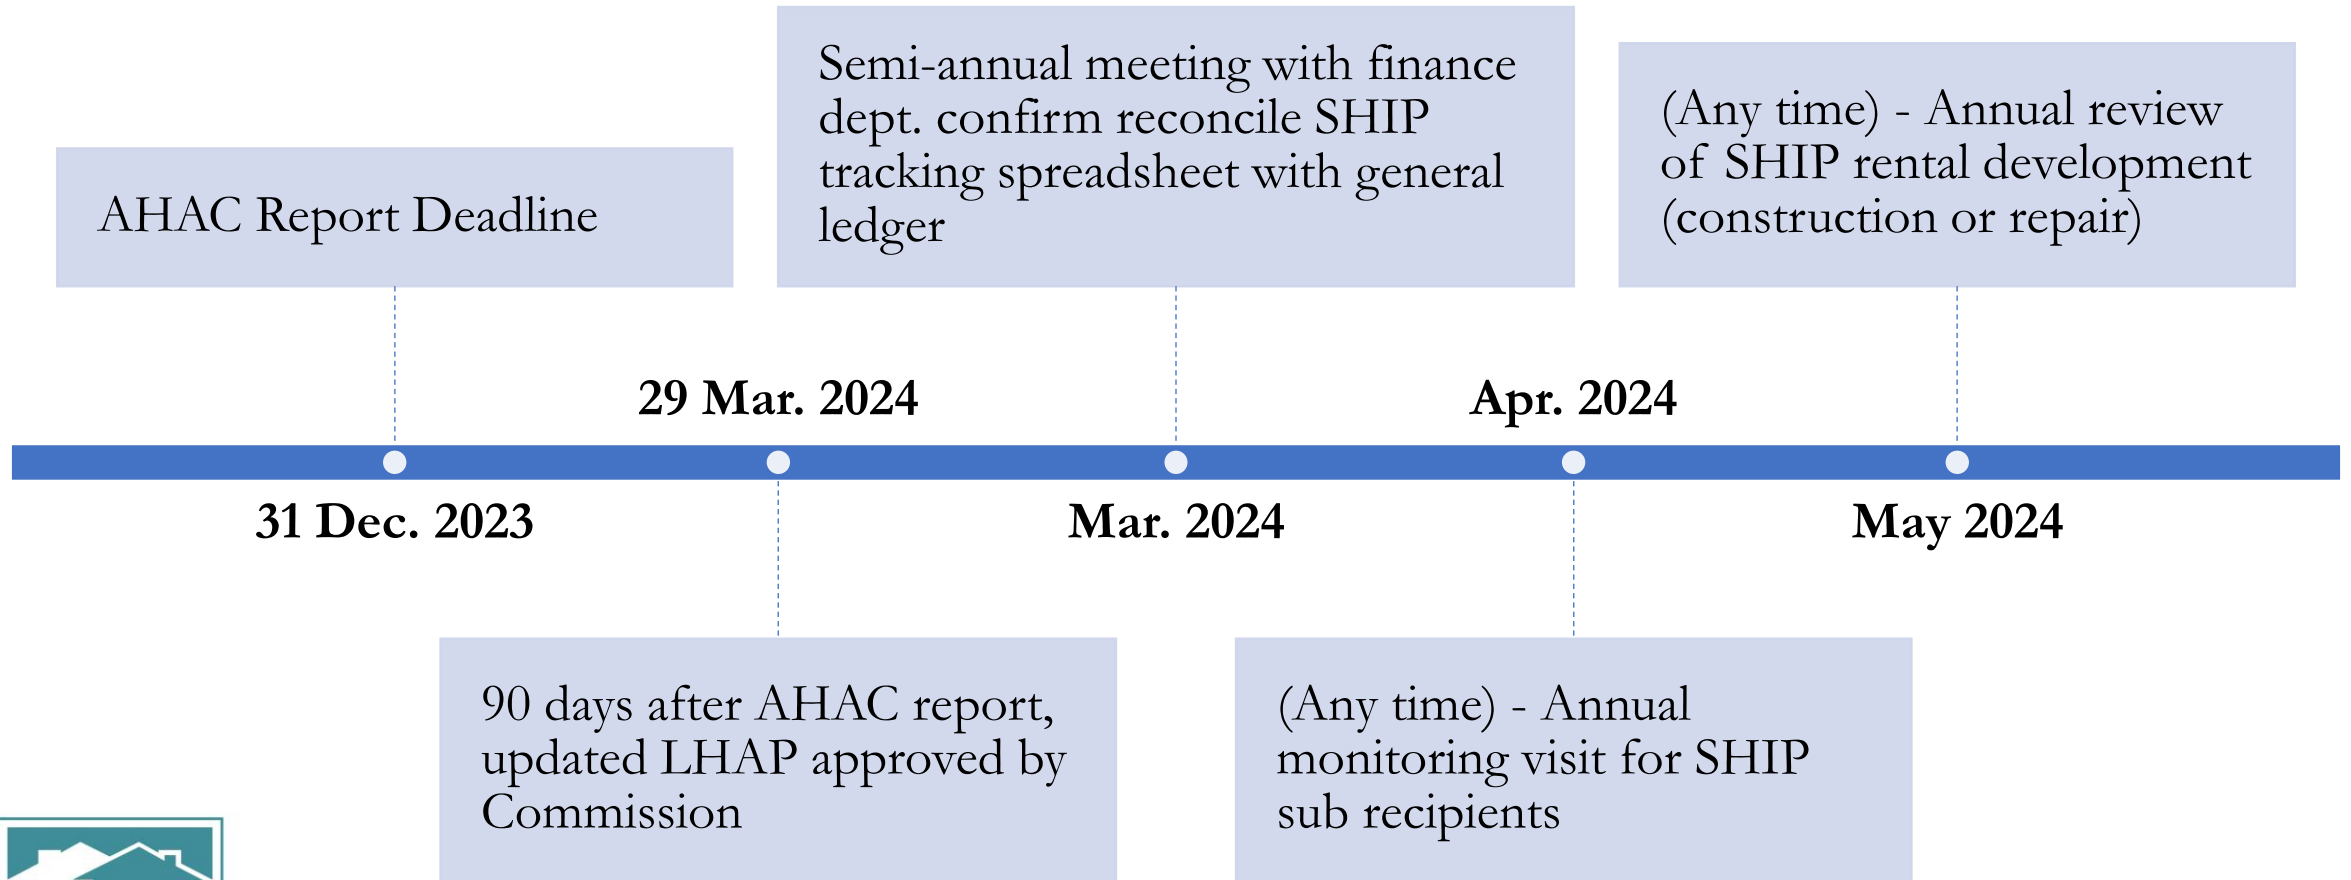 AHAC Report Deadline
31 Dec. 2023
29 Mar. 2024
90 days after AHAC report,
updated LHAP approved by
Commission
Semi-annual meeting with finance
dept. confirm reconcile SHIP
tracking spreadsheet with general
ledger
Mar. 2024
Apr. 2024
(Any time) - Annual
monitoring visit for SHIP
sub recipients
(Any time) - Annual review
of SHIP rental development
(construction or repair)
May 2024